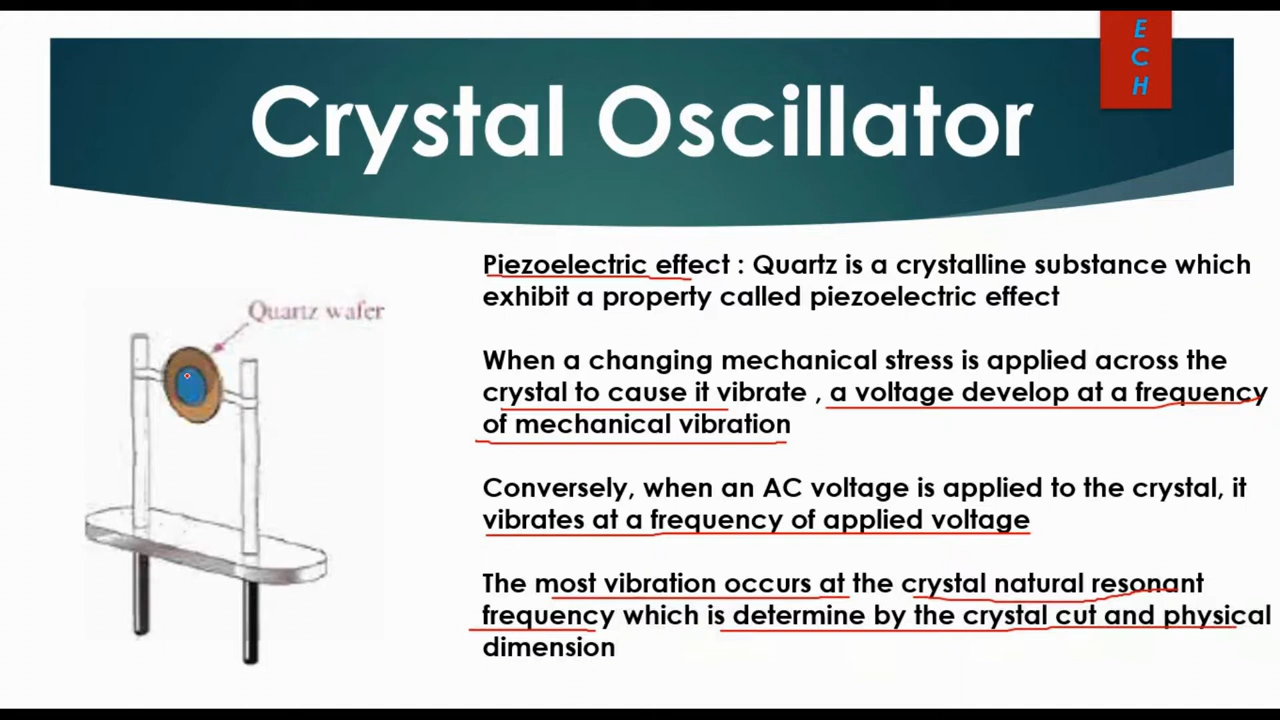 E
C
H
Crystal Oscillator
Quartz wafer
Piezoelectric effect : Quartz is a crystalline substance which
exhibit a property called piezoelectric effect
When a changing mechanical stress is applied across the
crystal to cause it vibrate , a voltage develop at a frequency
of mechanical vibration
Conversely, when an AC voltage is applied to the crystal, it
vibrates at a frequency of applied voltage
The most vibration occurs at the crystal natural resonant
frequency which is determine by the crystal cut and physical
dimension